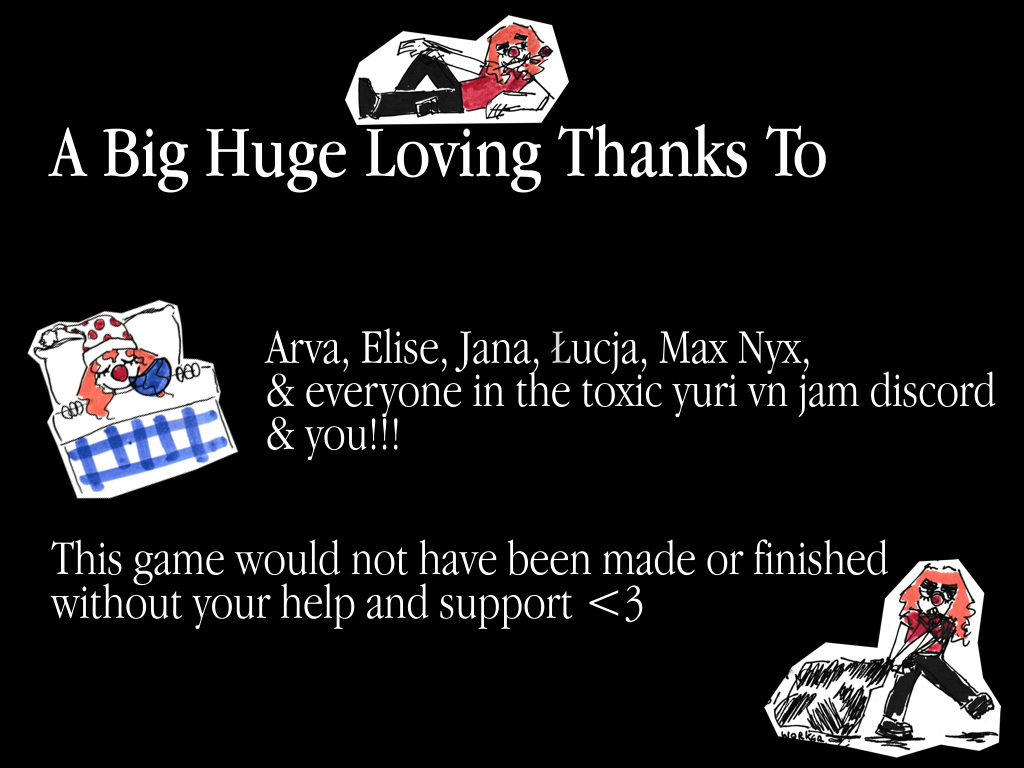 A Big Huge Loving Thanks To
Arva, Elise, Jana, Łucja, Max Nyx,
& everyone in the toxic yuri vn jam discord
& you!!!
This game would not have been made or finished
without your help and support <3